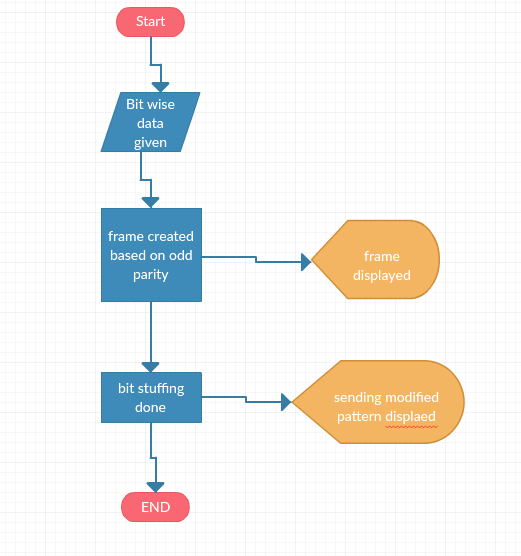 Start
Bit wise
data
given
frame created
based on odd
parity
frame
displayed
bit stuffing
done
sending modified
pattern displaed
END